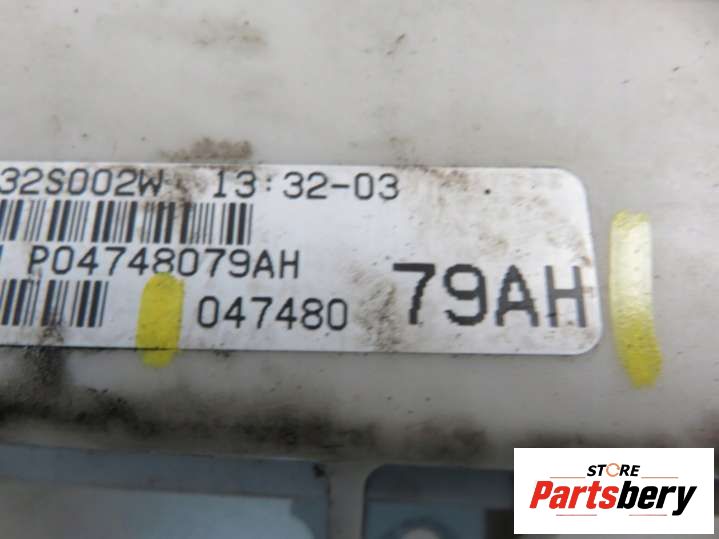 32S002W 13:32-03
P04748079AH
047480 79AH
STORE
Partsbery